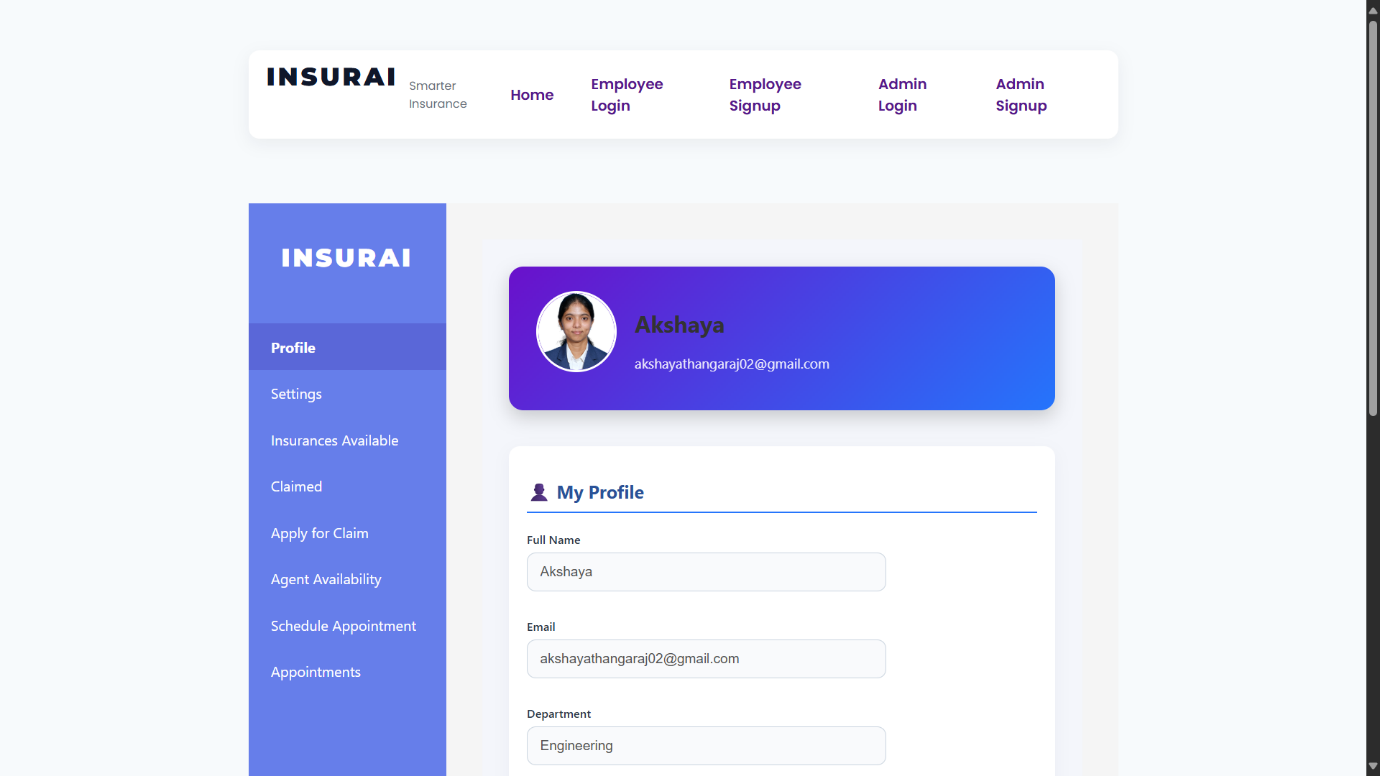 INSURAI
Smarter
Insurance
Home
Employee
Login
Employee
Signup
Admin
Login
Admin
Signup
INSURAI
Profile
Settings
Insurances Available
Claimed
Apply for Claim
Agent Availability
Schedule Appointment
Appointments
Akshaya
akshayathangaraj02@gmail.com
My Profile
Full Name
Akshaya
Email
akshayathangaraj02@gmail.com
Department
Engineering